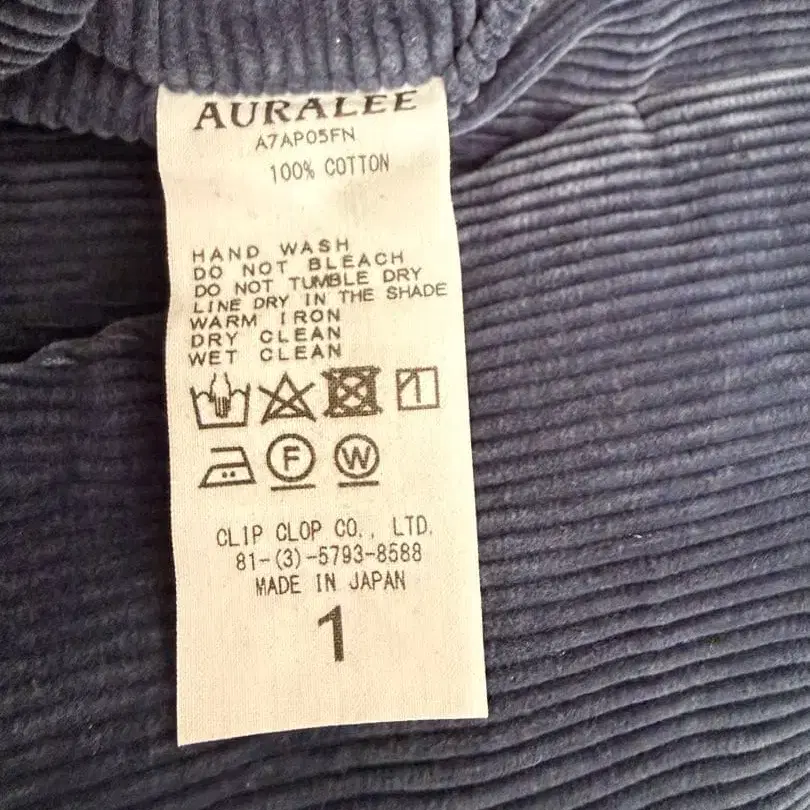 AURALEE
A7AP05FN
100% COTTON
HAND WASH
DO NOT BLEACH
DO NOT TUMBLE DRY
LINE DRY IN THE SHADE
WARM IRON
DRY CLEAN
WET CLEAN
F W
CLIP CLOP CO., LTD.
81-(3)-5793-8588
MADE IN JAPAN
1